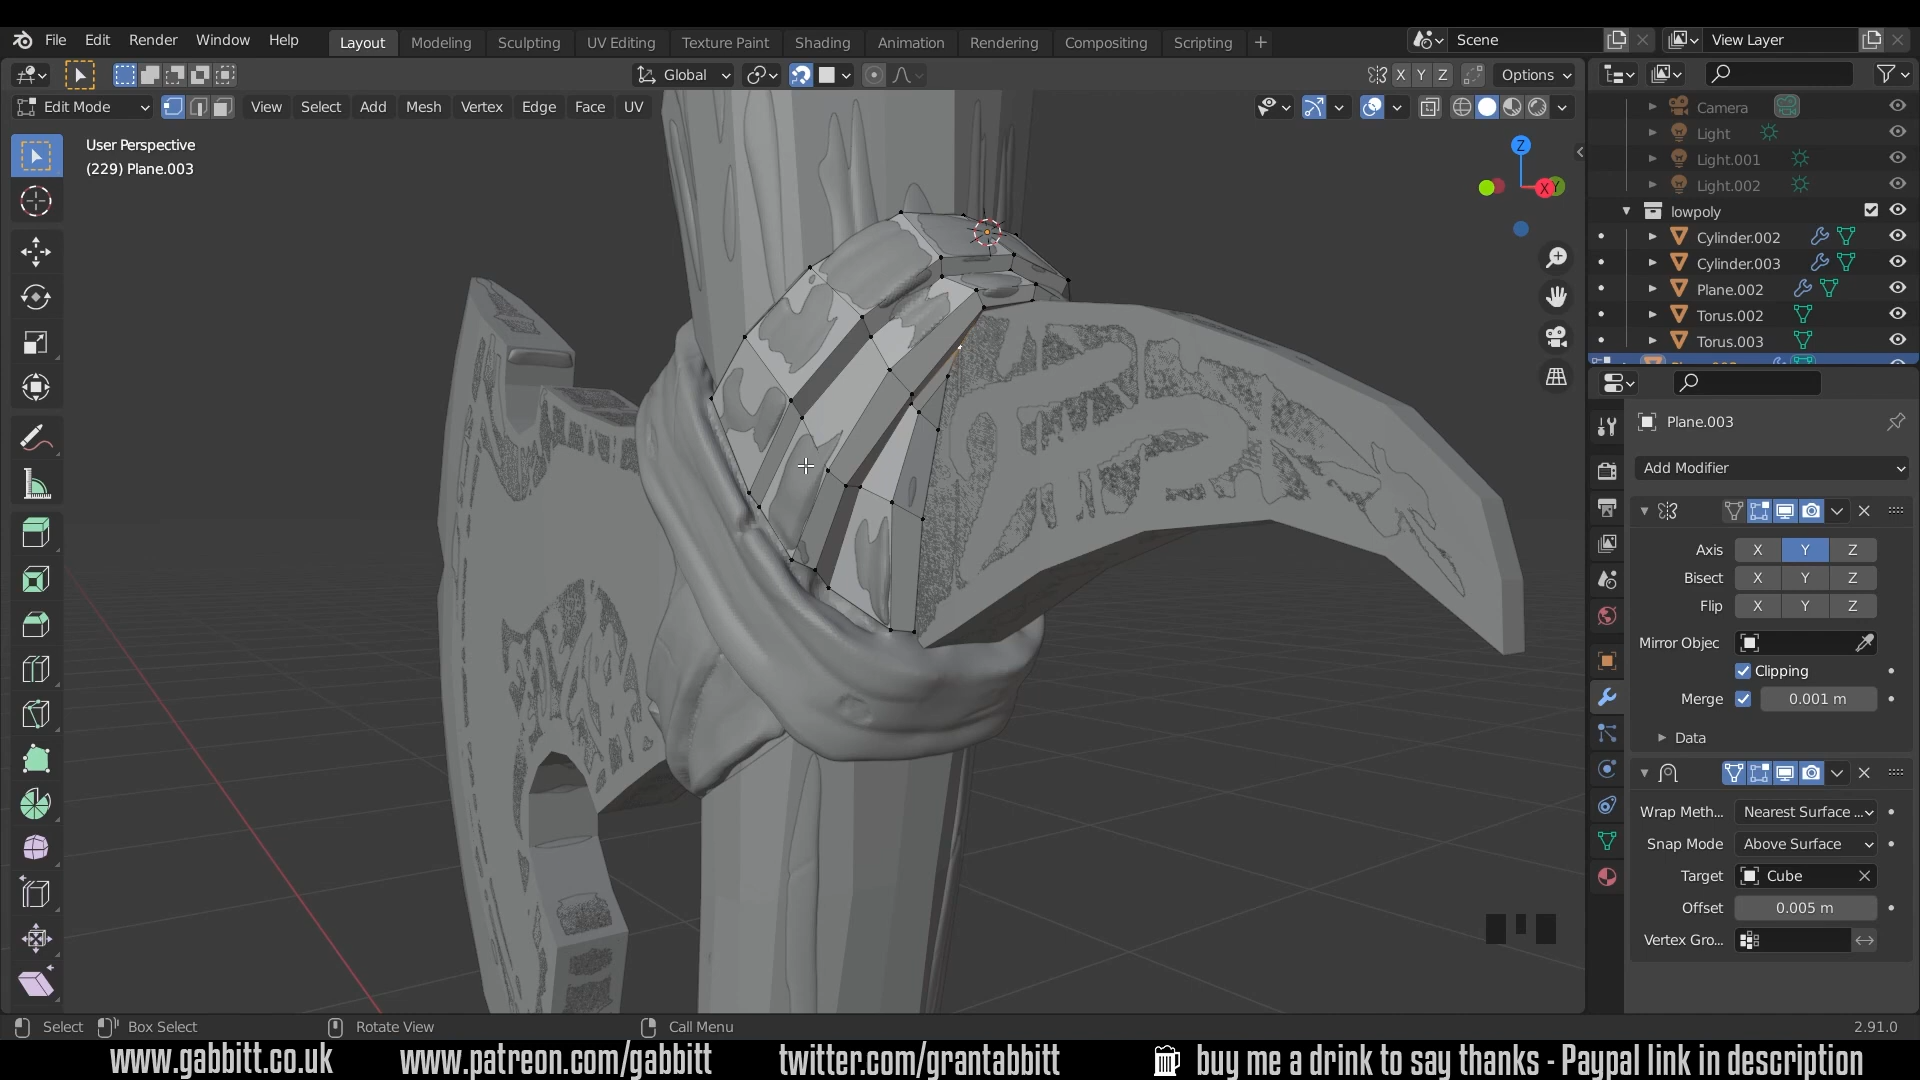 File Edit Render Window Help Layout Modeling Sculpting UV Editing Texture Paint Shading Animation Rendering Compositing Scripting + Scene View Layer
Global X Y Z Options
Edit Mode View Select Add Mesh Vertex Edge Face UV
User Perspective
(229) Plane.003
Z
X Y
Camera
Light
Light.001
Light.002
lowpoly
Cylinder.002
Cylinder.003
Plane.002
Torus.002
Torus.003
Plane.003
Add Modifier
Axis X Y Z
Bisect X Y Z
Flip X Y Z
Mirror Objec
Clipping
Merge 0.001 m
Data
Wrap Meth... Nearest Surface ...
Snap Mode Above Surface
Target Cube
Offset 0.005 m
Vertex Gro...
Select Box Select Rotate View Call Menu 2.91.0
www.gabbitt.co.uk www.patreon.com/gabbitt twitter.com/grantabbitt buy me a drink to say thanks - Paypal link in description